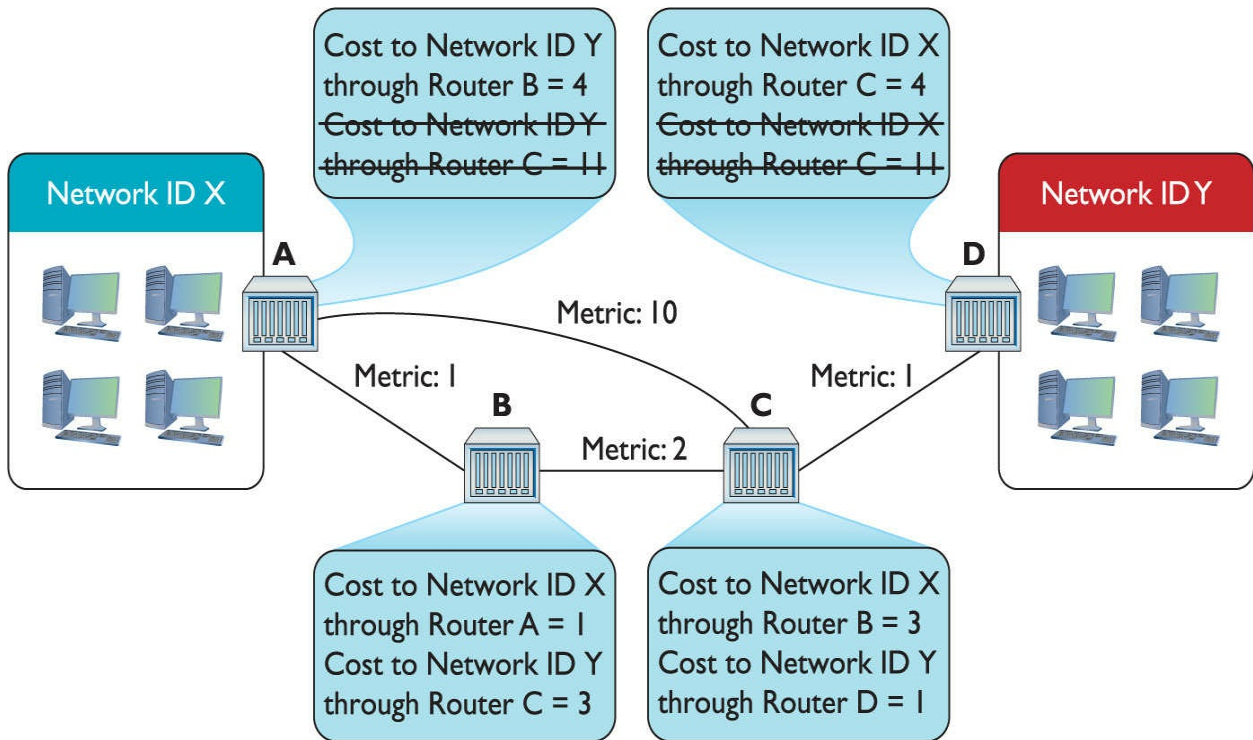 Cost to Network ID Y
through Router B = 4
Cost to Network ID Y
through Router C = 11
Cost to Network ID X
through Router C = 4
Cost to Network ID X
through Router C = 11
Network ID X
Network ID Y
A
D
Metric: 10
Metric: 1
Metric: 1
B
C
Metric: 2
Cost to Network ID X
through Router A = 1
Cost to Network ID Y
through Router C = 3
Cost to Network ID X
through Router B = 3
Cost to Network ID Y
through Router D = 1